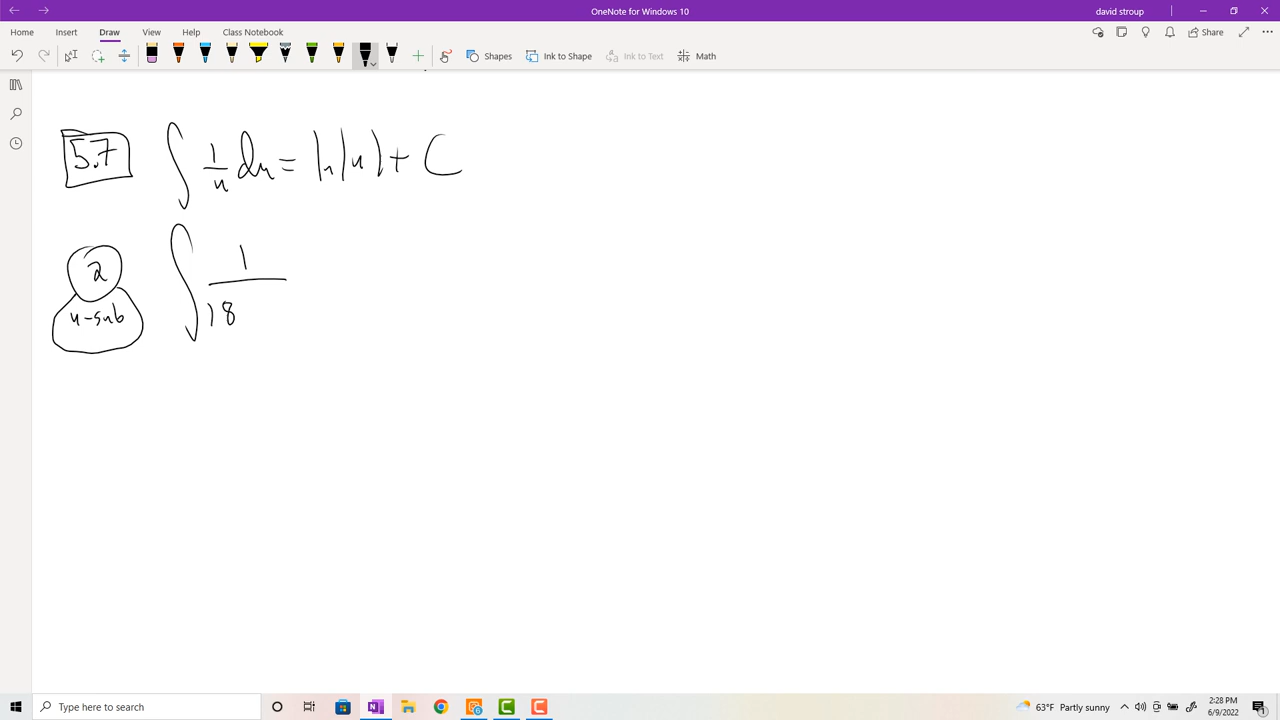 OneNote for Windows 10
david stroup
Home Insert Draw View Help Class Notebook
Share
Shapes Ink to Shape Ink to Text Math
5.7 ∫ 1/u du = ln|u| + C
2 ∫ 1/18
u-sub
Type here to search
63°F Partly sunny
2:28 PM
6/9/2022